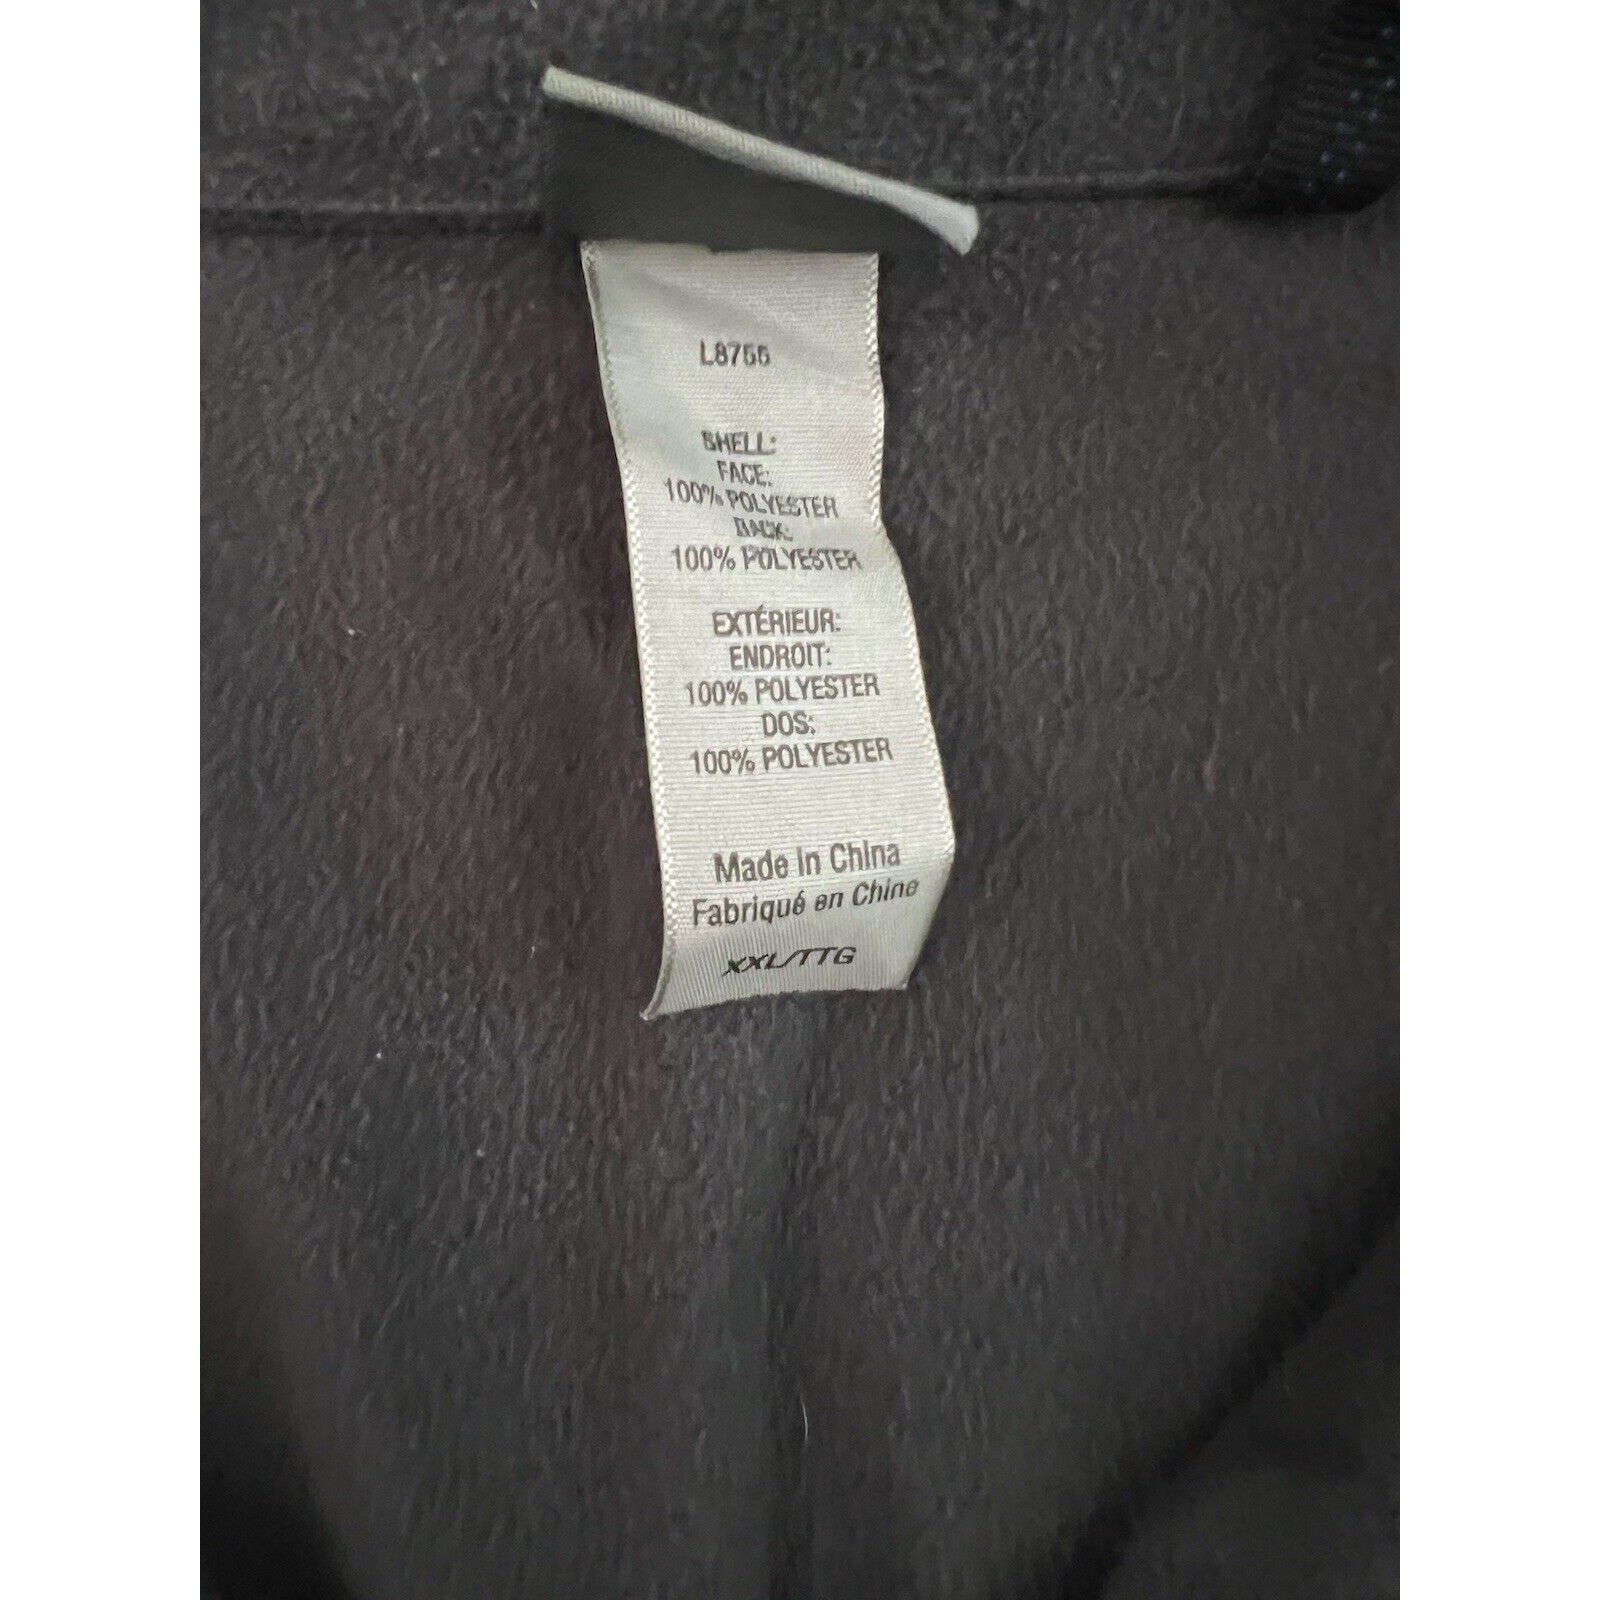 L8755
SHELL:
FACE:
100% POLYESTER
BACK:
100% POLYESTER
EXTÉRIEUR:
ENDROIT:
100% POLYESTER
DOS:
100% POLYESTER
Made in China
Fabriqué en Chine
XXL/TTG